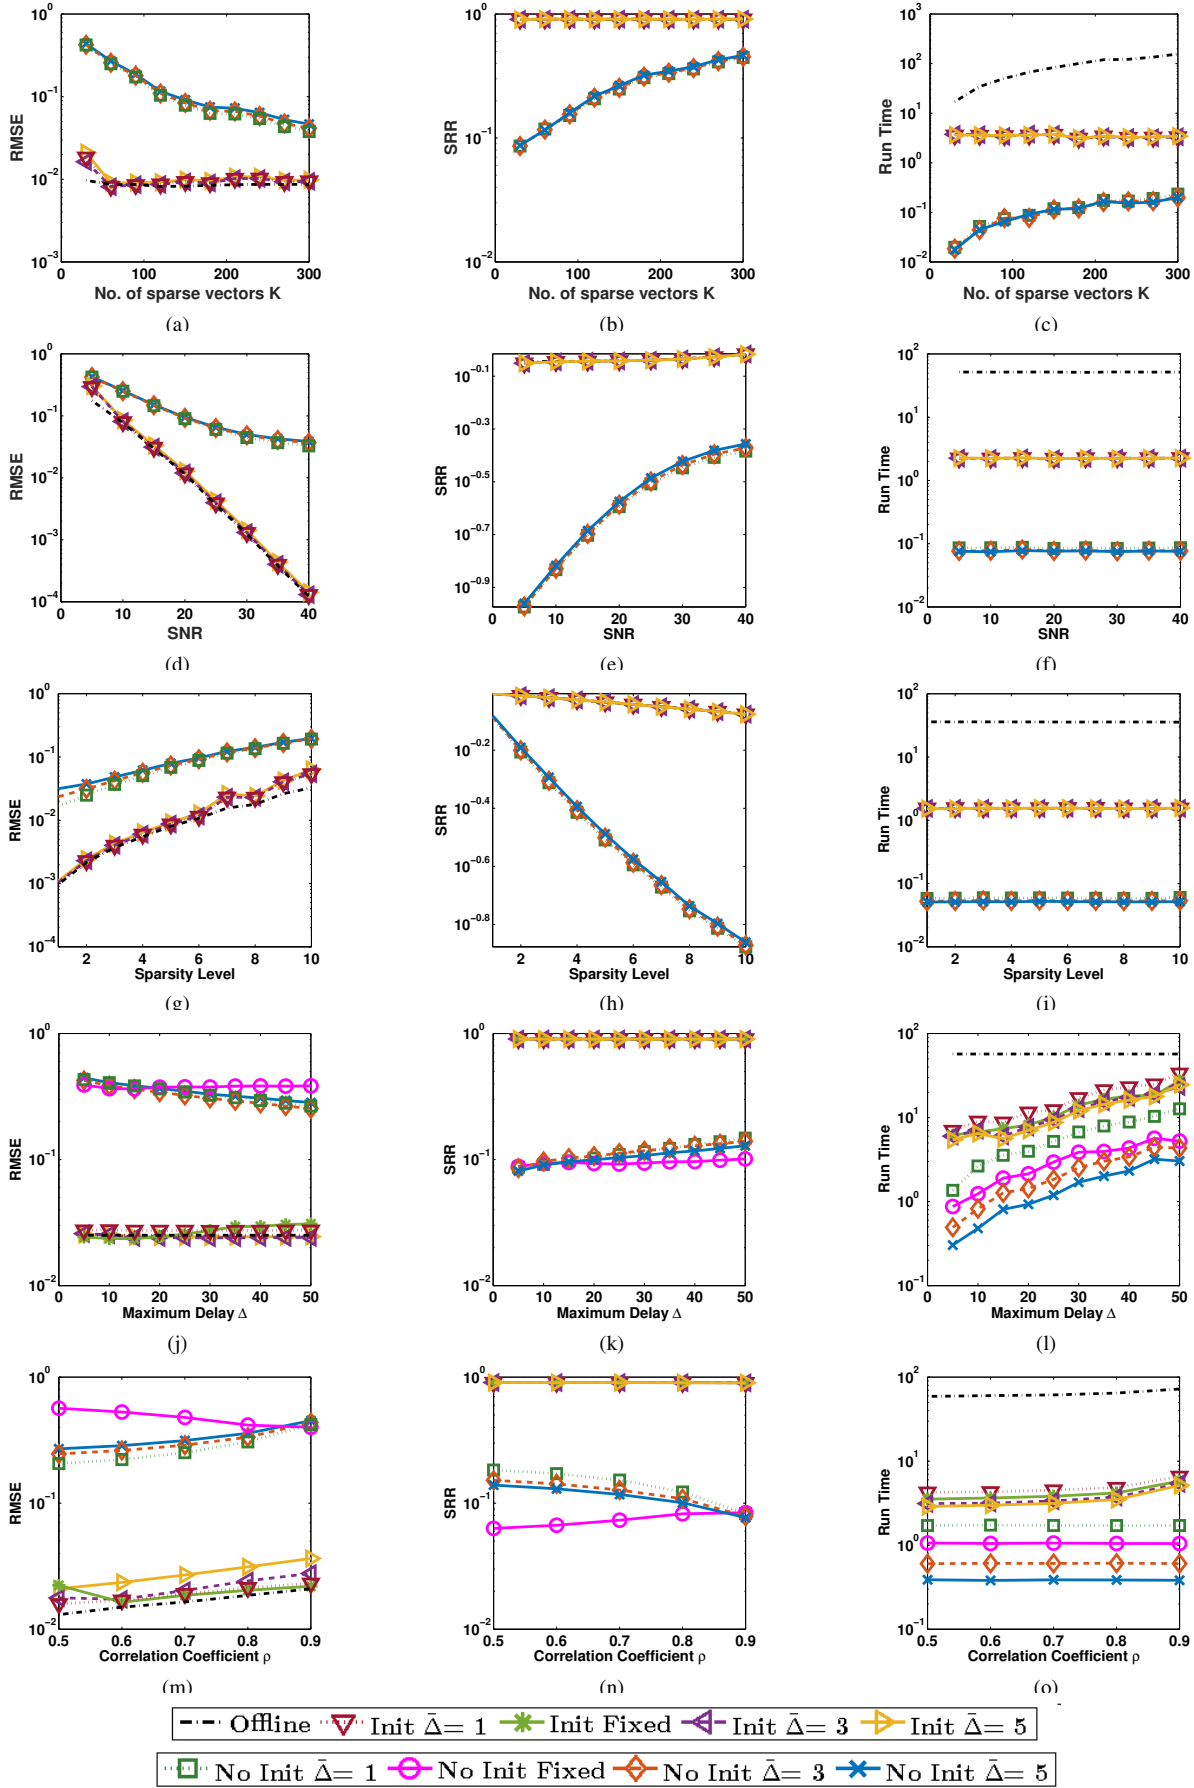 10^0
10^-1
10^-2
10^-3
RMSE
0 100 200 300
No. of sparse vectors K
(a)
10^0
10^-1
10^-2
SRR
0 100 200 300
No. of sparse vectors K
(b)
10^3
10^2
10^1
10^0
10^-1
10^-2
Run Time
0 100 200 300
No. of sparse vectors K
(c)
10^0
10^-1
10^-2
10^-3
10^-4
RMSE
0 10 20 30 40
SNR
(d)
10^-0.1
10^-0.3
10^-0.5
10^-0.7
10^-0.9
SRR
0 10 20 30 40
SNR
(e)
10^2
10^1
10^0
10^-1
10^-2
Run Time
0 10 20 30 40
SNR
(f)
10^0
10^-1
10^-2
10^-3
10^-4
RMSE
2 4 6 8 10
Sparsity Level
(g)
10^-0.2
10^-0.4
10^-0.6
10^-0.8
SRR
2 4 6 8 10
Sparsity Level
(h)
10^2
10^1
10^0
10^-1
10^-2
Run Time
2 4 6 8 10
Sparsity Level
(i)
10^0
10^-1
10^-2
RMSE
0 10 20 30 40 50
Maximum Delay Δ
(j)
10^0
10^-1
10^-2
SRR
0 10 20 30 40 50
Maximum Delay Δ
(k)
10^2
10^1
10^0
10^-1
Run Time
0 10 20 30 40 50
Maximum Delay Δ
(l)
10^0
10^-1
10^-2
RMSE
0.5 0.6 0.7 0.8 0.9
Correlation Coefficient ρ
(m)
10^0
10^-1
10^-2
SRR
0.5 0.6 0.7 0.8 0.9
Correlation Coefficient ρ
(n)
10^2
10^1
10^0
10^-1
Run Time
0.5 0.6 0.7 0.8 0.9
Correlation Coefficient ρ
(o)
Offline Init Δ̄= 1 Init Fixed Init Δ̄= 3 Init Δ̄= 5
No Init Δ̄= 1 No Init Fixed No Init Δ̄= 3 No Init Δ̄= 5